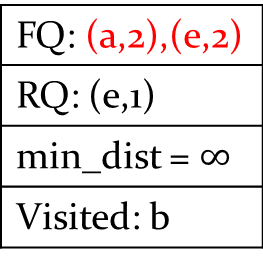 FQ: (a,2),(e,2)
RQ: (e,1)
min_dist = ∞
Visited: b